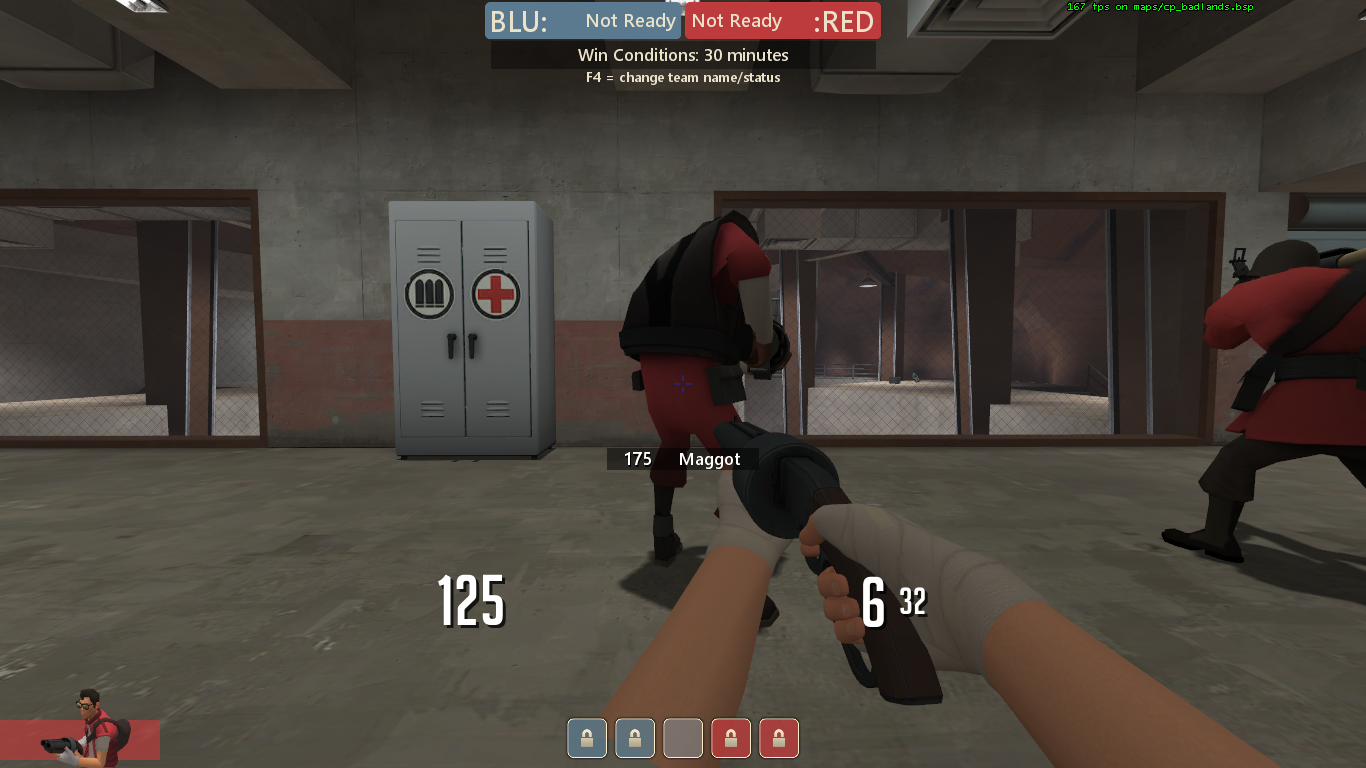 167 fps on maps/cp_badlands.bsp
BLU: Not Ready Not Ready :RED
Win Conditions: 30 minutes
F4 = change team name/status
175 Maggot
125
6 32